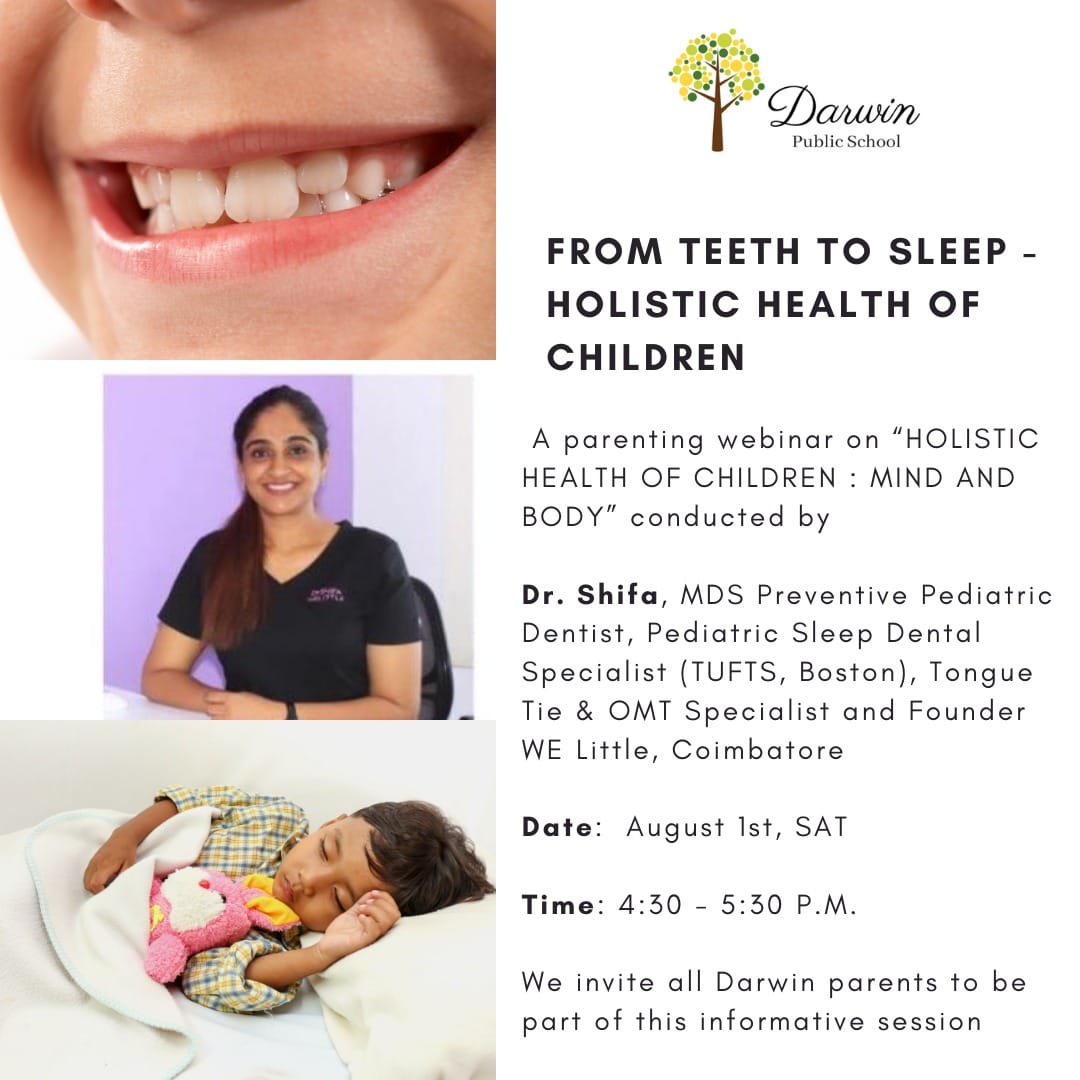 Darwin
Public School
FROM TEETH TO SLEEP -
HOLISTIC HEALTH OF
CHILDREN
A parenting webinar on “HOLISTIC
HEALTH OF CHILDREN : MIND AND
BODY” conducted by
Dr. Shifa, MDS Preventive Pediatric
Dentist, Pediatric Sleep Dental
Specialist (TUFTS, Boston), Tongue
Tie & OMT Specialist and Founder
WE Little, Coimbatore
Date:  August 1st, SAT
Time: 4:30 - 5:30 P.M.
We invite all Darwin parents to be
part of this informative session